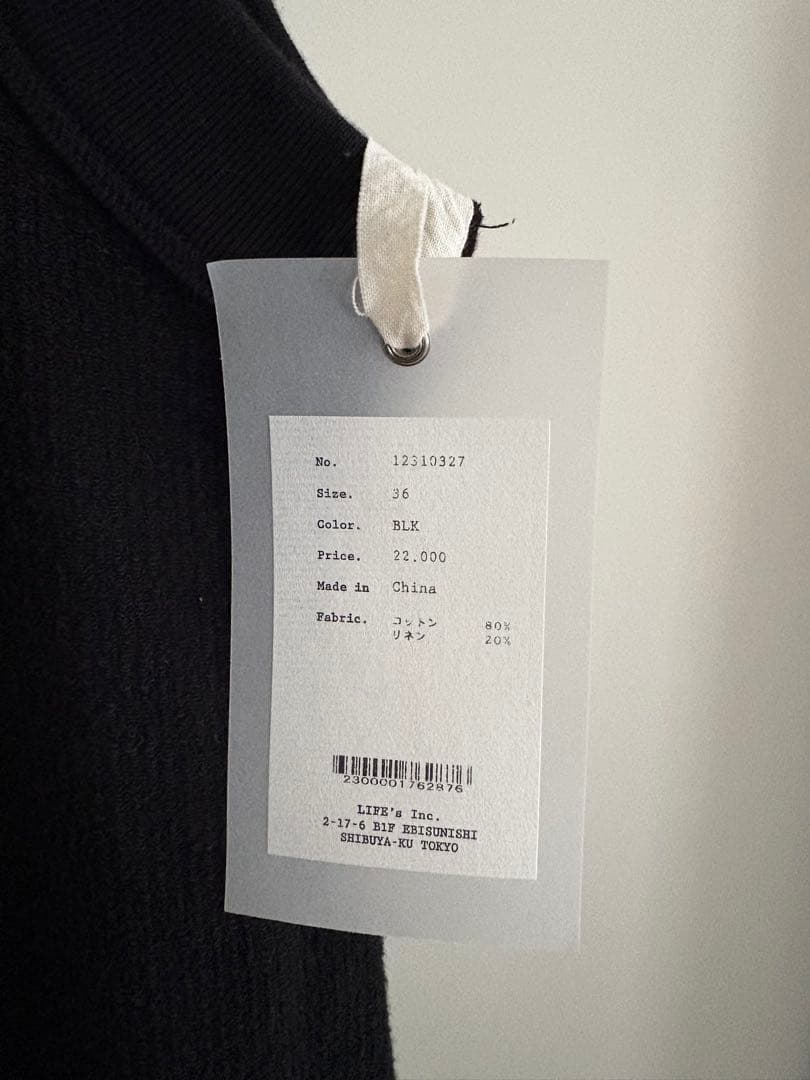 No. 12310327
Size. 36
Color. BLK
Price. 22.000
Made in China
Fabric. コットン 80%
リネン 20%
2300001762876
LIFE's Inc.
2-17-6 B1F EBISUNISHI
SHIBUYA-KU TOKYO